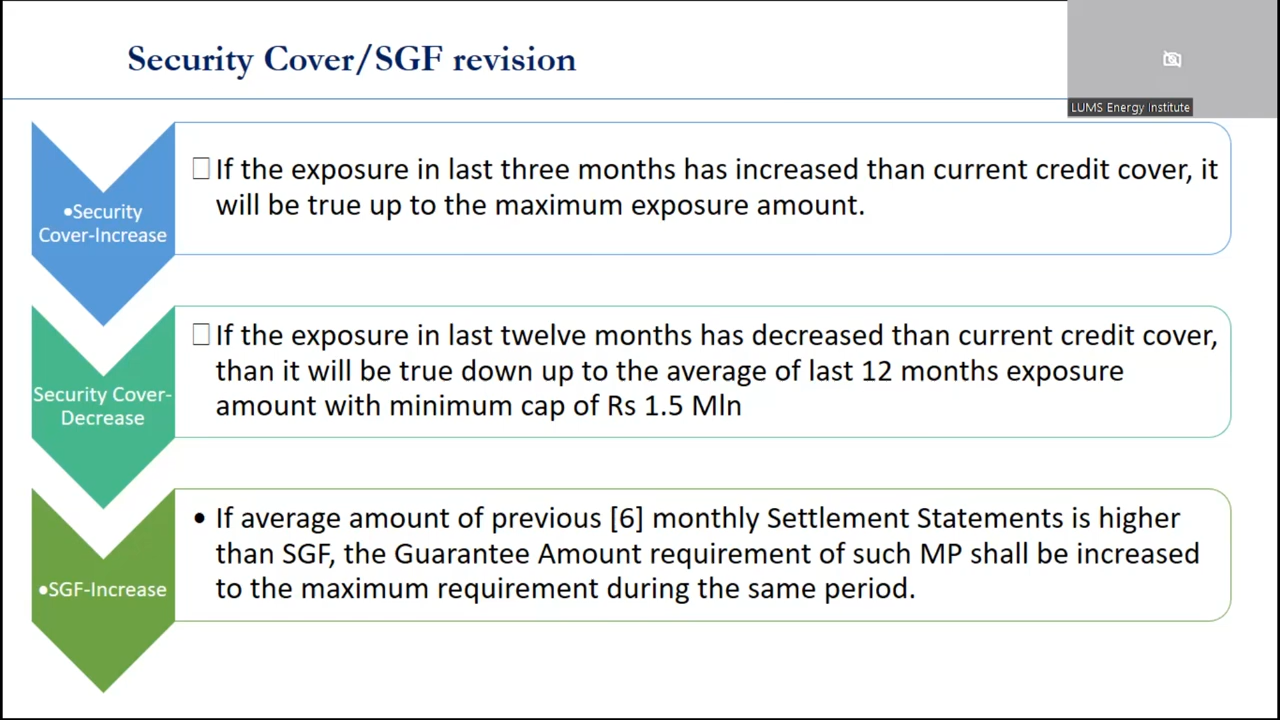 Security Cover/SGF revision
LUMS Energy Institute
•Security
Cover-Increase
□If the exposure in last three months has increased than current credit cover, it
will be true up to the maximum exposure amount.
Security Cover-
Decrease
□If the exposure in last twelve months has decreased than current credit cover,
than it will be true down up to the average of last 12 months exposure
amount with minimum cap of Rs 1.5 Mln
•SGF-Increase
• If average amount of previous [6] monthly Settlement Statements is higher
than SGF, the Guarantee Amount requirement of such MP shall be increased
to the maximum requirement during the same period.